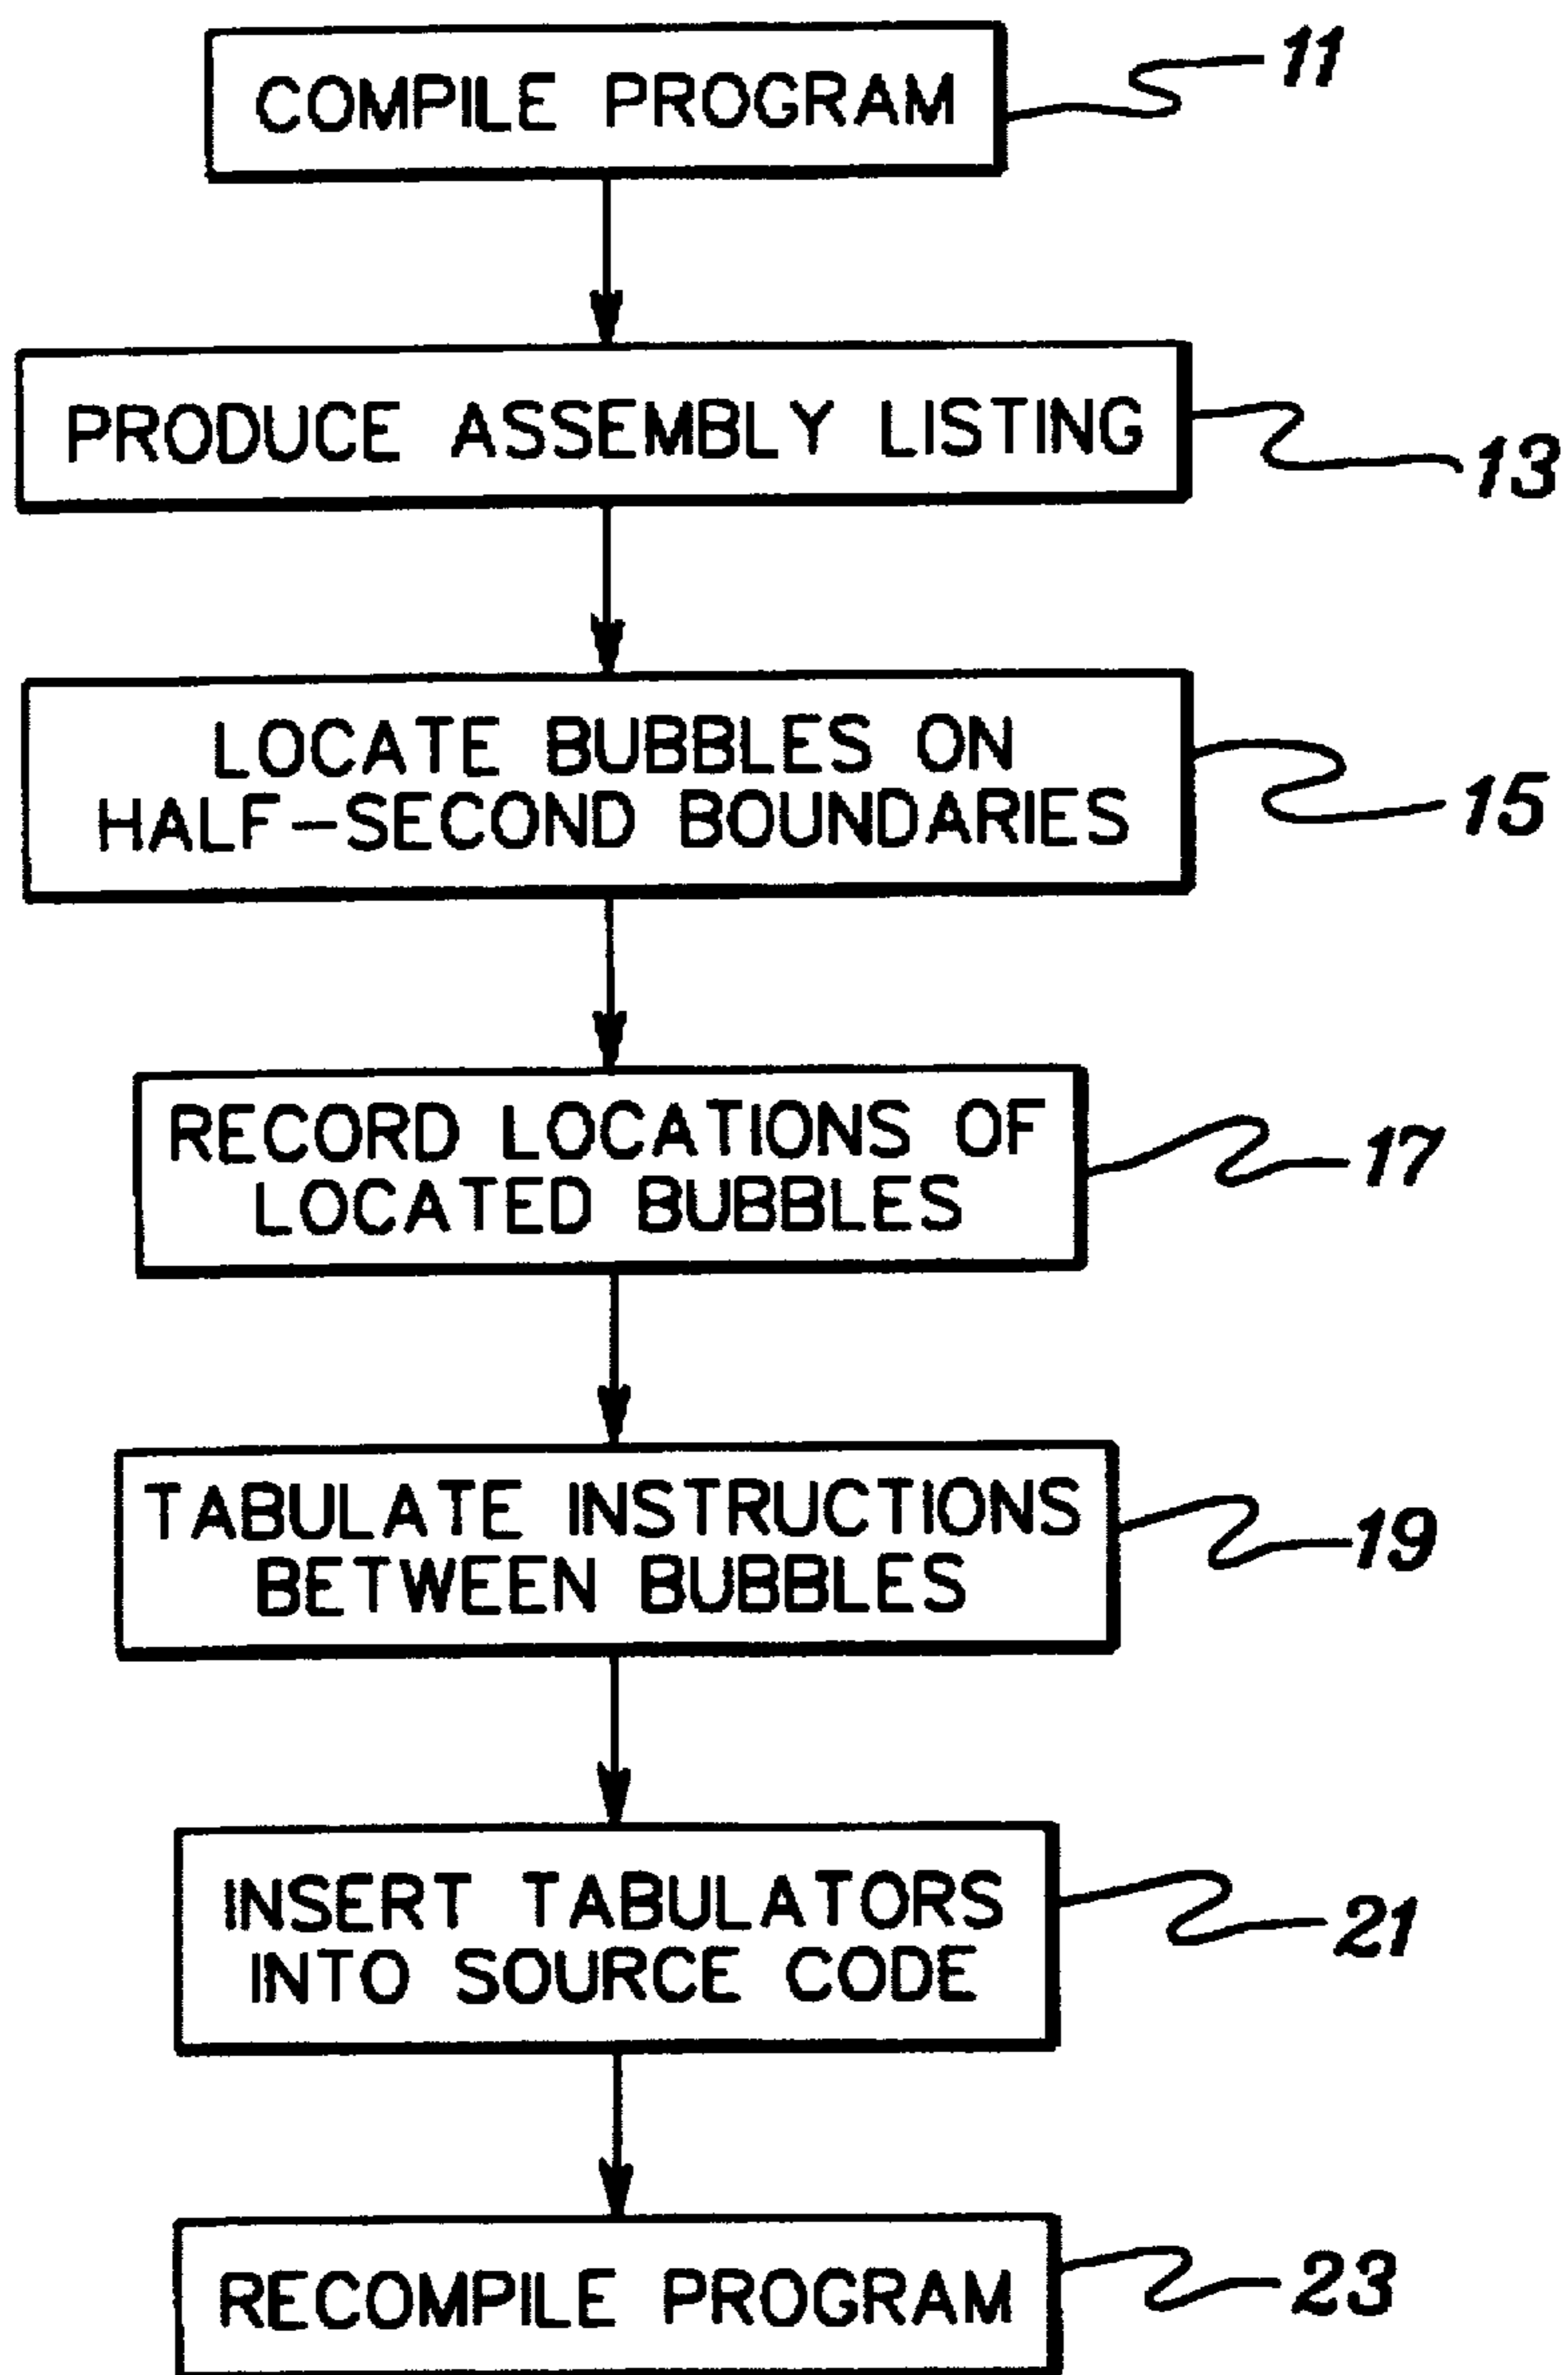 COMPILE PROGRAM
11
PRODUCE ASSEMBLY LISTING
13
LOCATE BUBBLES ON
HALF-SECOND BOUNDARIES
15
RECORD LOCATIONS OF
LOCATED BUBBLES
17
TABULATE INSTRUCTIONS
BETWEEN BUBBLES
19
INSERT TABULATORS
INTO SOURCE CODE
21
RECOMPILE PROGRAM
23